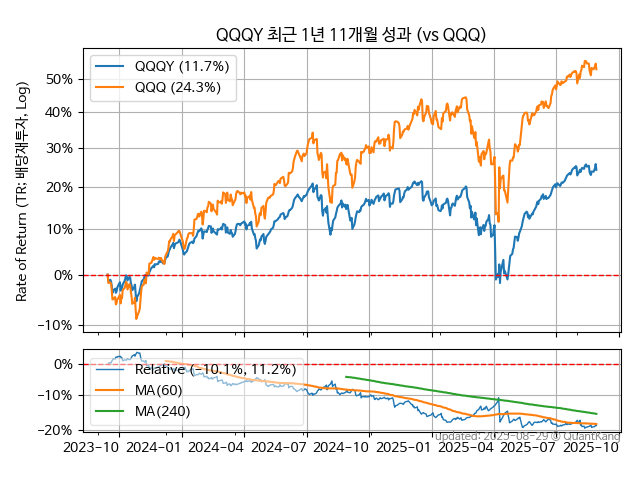 QQQY 최근 1년 11개월 성과 (vs QQQ)
Rate of Return (TR: 배당재투자, Log)
QQQY (11.7%)
QQQ (24.3%)
50%
40%
30%
20%
10%
0%
−10%
Relative (−10.1%, 11.2%)
MA(60)
MA(240)
0%
−10%
−20%
updated: 2025-08-29 © QuantKang
2023-10 2024-01 2024-04 2024-07 2024-10 2025-01 2025-04 2025-07 2025-10